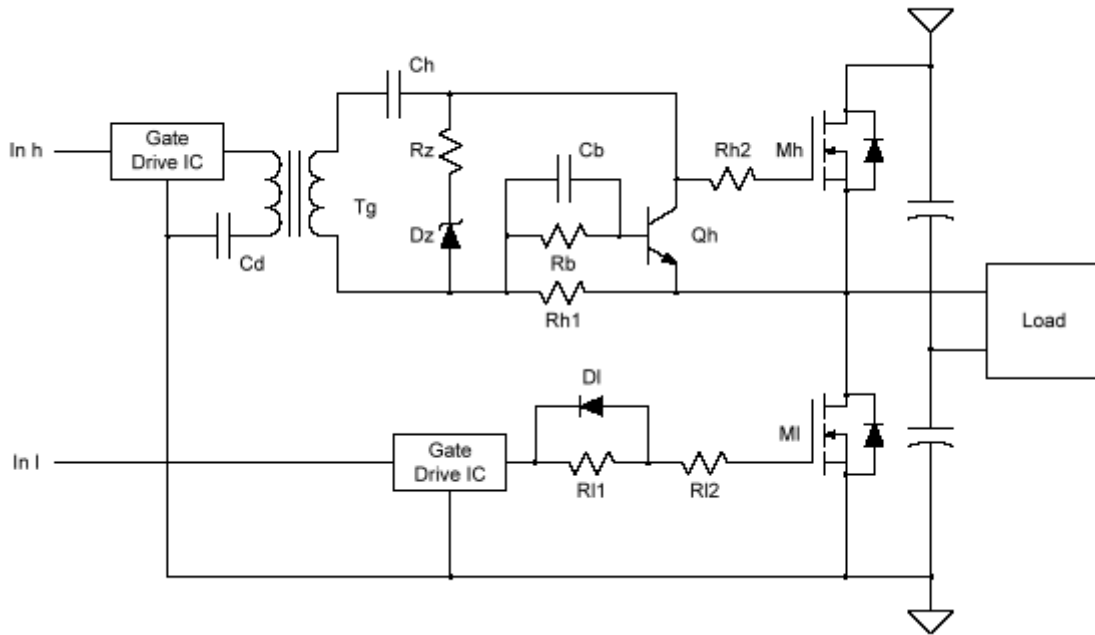 Ch
In h
Gate
Drive IC
Rz
Cb
Rh2
Mh
Tg
Cd
Dz
Rb
Qh
Rh1
Load
Dl
Ml
In l
Gate
Drive IC
Rl1
Rl2